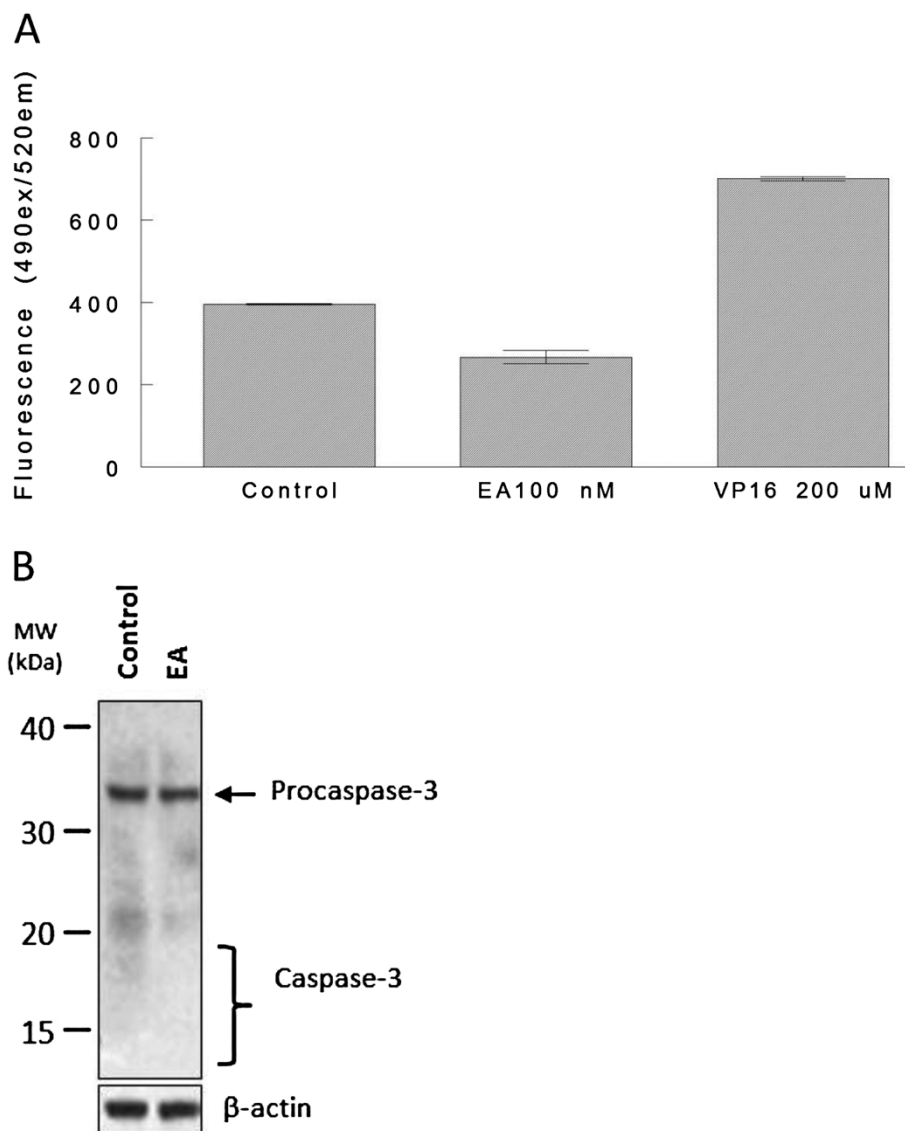 A
Fluorescence (490ex/520em)
800
600
400
200
0
Control EA100 nM VP16 200 uM
B
MW
(kDa)
Control
EA
40
Procaspase-3
30
20
Caspase-3
15
β-actin